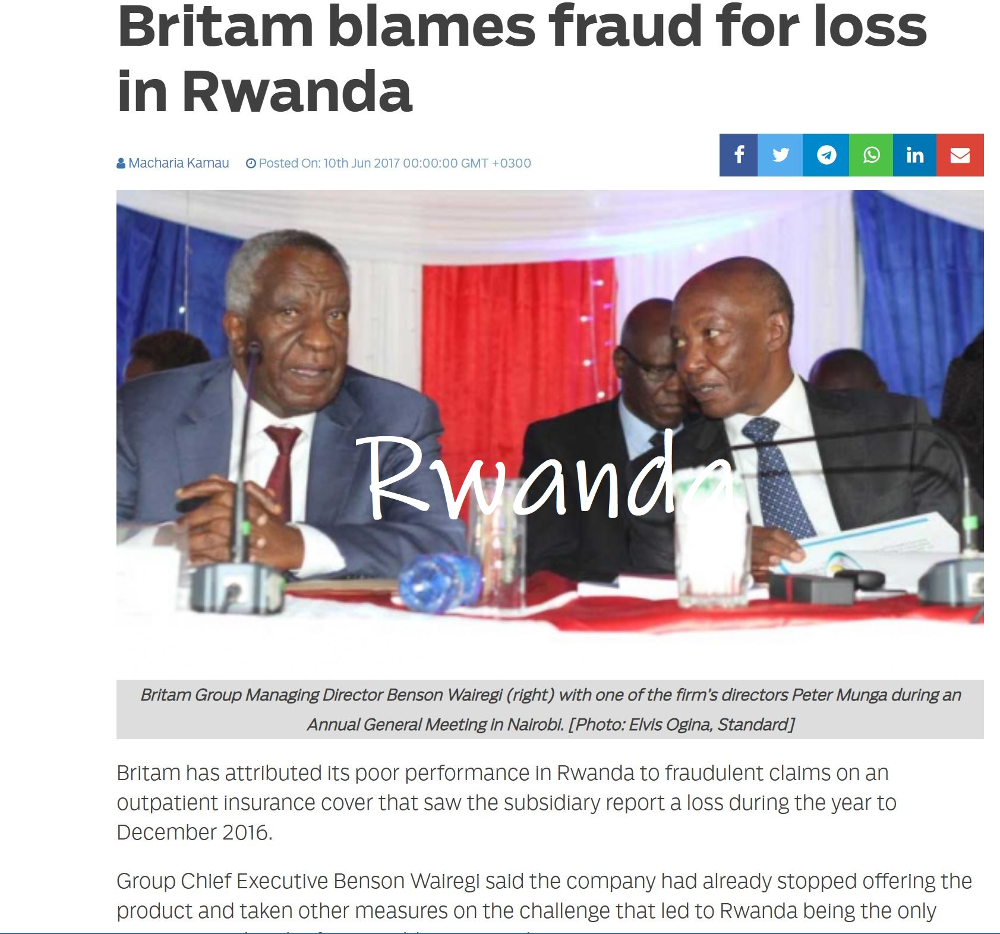 Britam blames fraud for loss
in Rwanda
Macharia Kamau Posted On: 10th Jun 2017 00:00:00 GMT +0300
Rwanda
Britam Group Managing Director Benson Wairegi (right) with one of the firm's directors Peter Munga during an
Annual General Meeting in Nairobi. [Photo: Elvis Ogina, Standard]
Britam has attributed its poor performance in Rwanda to fraudulent claims on an
outpatient insurance cover that saw the subsidiary report a loss during the year to
December 2016.
Group Chief Executive Benson Wairegi said the company had already stopped offering the
product and taken other measures on the challenge that led to Rwanda being the only